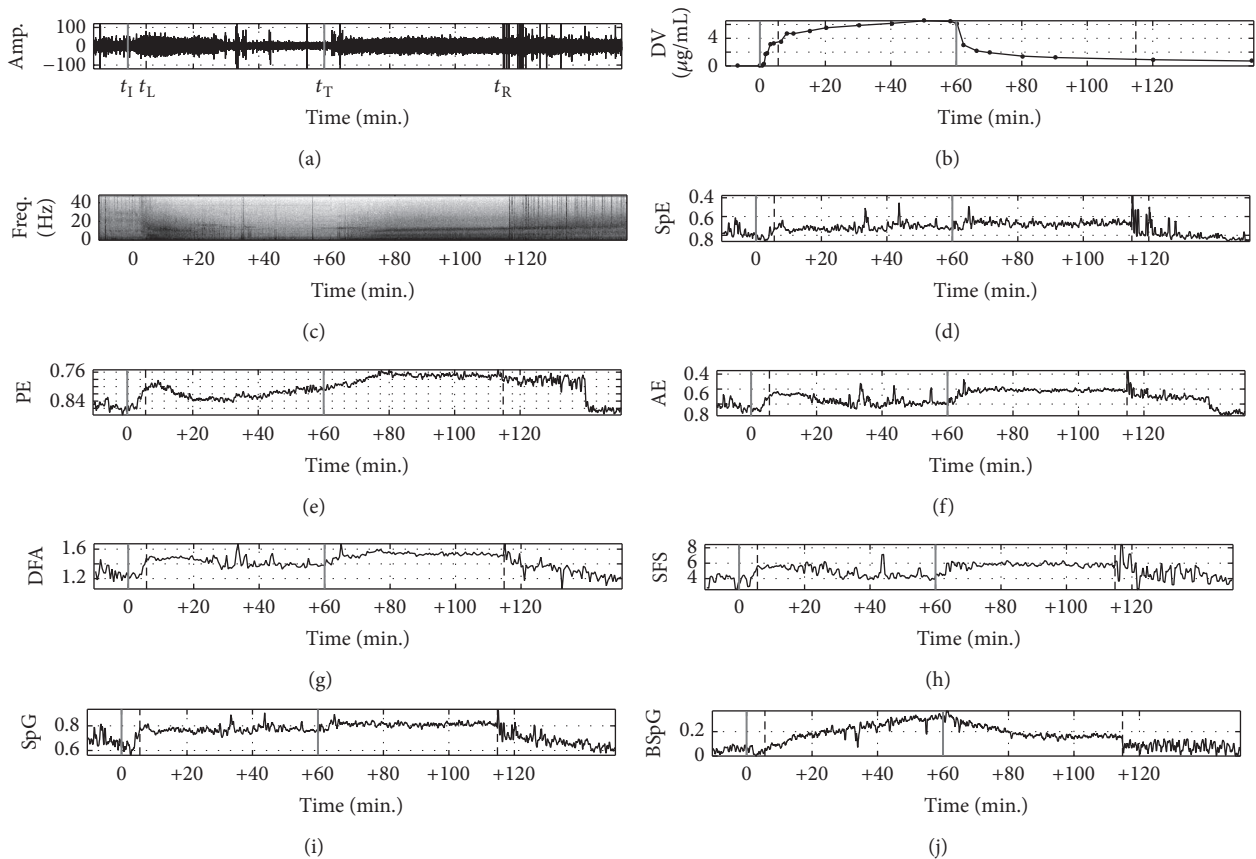 Amp.
100
0
−100
t_I t_L t_T t_R
Time (min.)
(a)
DV
(μg/mL)
4
0
0 +20 +40 +60 +80 +100 +120
Time (min.)
(b)
Freq.
(Hz)
40
20
0
0 +20 +40 +60 +80 +100 +120
Time (min.)
(c)
SpE
0.4
0.6
0.8
0 +20 +40 +60 +80 +100 +120
Time (min.)
(d)
PE
0.76
0.84
0 +20 +40 +60 +80 +100 +120
Time (min.)
(e)
AE
0.4
0.6
0.8
0 +20 +40 +60 +80 +100 +120
Time (min.)
(f)
DFA
1.6
1.2
0 +20 +40 +60 +80 +100 +120
Time (min.)
(g)
SFS
8
6
4
0 +20 +40 +60 +80 +100 +120
Time (min.)
(h)
SpG
0.8
0.6
0 +20 +40 +60 +80 +100 +120
Time (min.)
(i)
BSpG
0.2
0
0 +20 +40 +60 +80 +100 +120
Time (min.)
(j)